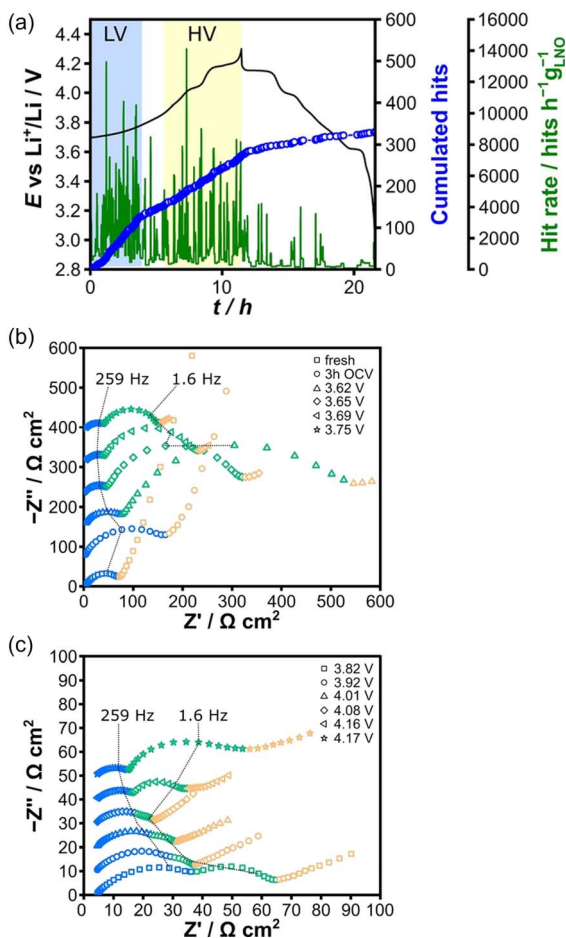 (a)
LV HV
4.4
4.2
4.0
3.8
3.6
3.4
3.2
3.0
2.8
E vs Li⁺/Li / V
0 10 20
t / h
600
500
400
300
200
100
0
Cumulated hits
16000
14000
12000
10000
8000
6000
4000
2000
0
Hit rate / hits h⁻¹g⁻¹LNO
(b)
600
500
400
300
200
100
0
−Z'' / Ω cm²
259 Hz 1.6 Hz
fresh
3h OCV
3.62 V
3.65 V
3.69 V
3.75 V
0 100 200 300 400 500 600
Z' / Ω cm²
(c)
100
90
80
70
60
50
40
30
20
10
0
−Z'' / Ω cm²
259 Hz 1.6 Hz
3.82 V
3.92 V
4.01 V
4.08 V
4.16 V
4.17 V
0 10 20 30 40 50 60 70 80 90 100
Z' / Ω cm²